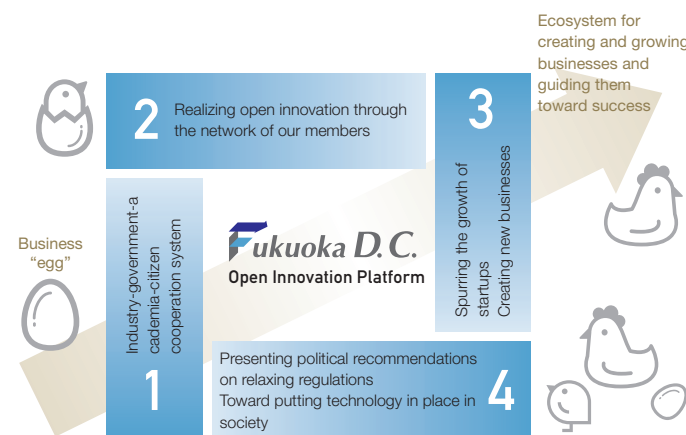 Ecosystem for
creating and growing
businesses and
guiding them
toward success
2
Realizing open innovation through
the network of our members
3
Spurring the growth of
startups
Creating new businesses
Business
“egg”
Industry-government-a
cademia-citizen
cooperation system
1
Fukuoka D.C.
Open Innovation Platform
Presenting political recommendations
on relaxing regulations
Toward putting technology in place in
society
4